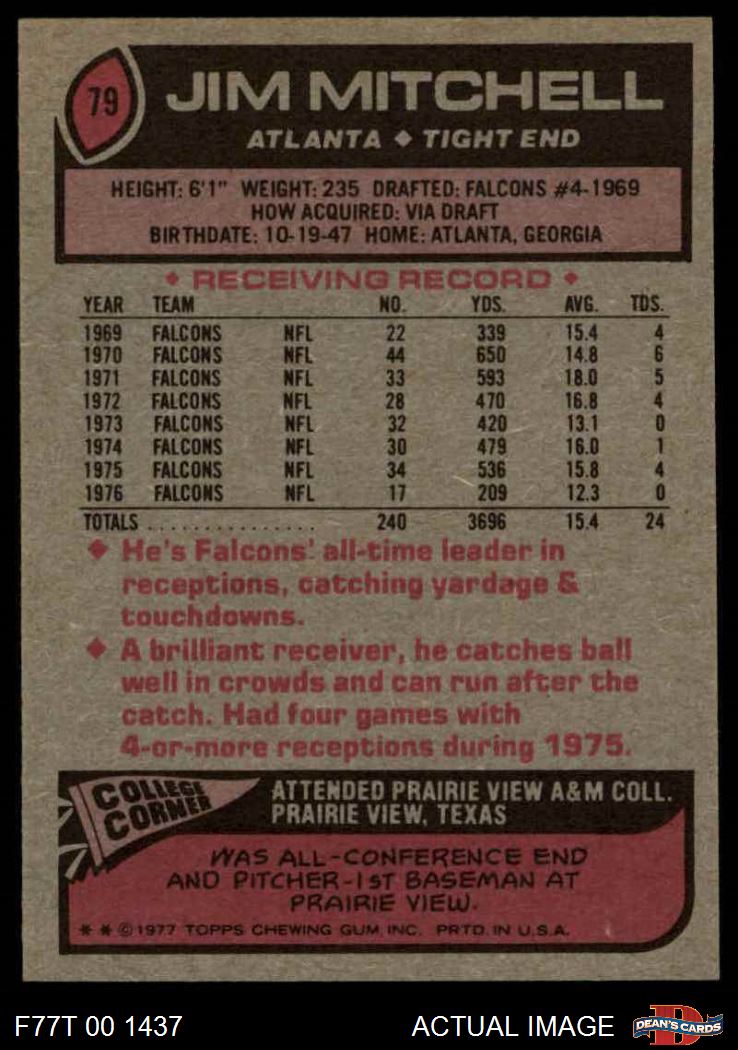 79
JIM MITCHELL
ATLANTA ◆ TIGHT END
HEIGHT: 6'1" WEIGHT: 235 DRAFTED: FALCONS #4-1969
HOW ACQUIRED: VIA DRAFT
BIRTHDATE: 10-19-47 HOME: ATLANTA, GEORGIA
◆ RECEIVING RECORD ◆
YEAR TEAM NO. YDS. AVG. TDS.
1969 FALCONS NFL 22 339 15.4 4
1970 FALCONS NFL 44 650 14.8 6
1971 FALCONS NFL 33 593 18.0 5
1972 FALCONS NFL 28 470 16.8 4
1973 FALCONS NFL 32 420 13.1 0
1974 FALCONS NFL 30 479 16.0 1
1975 FALCONS NFL 34 536 15.8 4
1976 FALCONS NFL 17 209 12.3 0
TOTALS ................ 240 3696 15.4 24
◆ He's Falcons' all-time leader in
receptions, catching yardage &
touchdowns.
◆ A brilliant receiver, he catches ball
well in crowds and can run after the
catch. Had four games with
4-or-more receptions during 1975.
COLLEGE
CORNER
ATTENDED PRAIRIE VIEW A&M COLL.
PRAIRIE VIEW, TEXAS
WAS ALL-CONFERENCE END
AND PITCHER-1ST BASEMAN AT
PRAIRIE VIEW.
* * © 1977 TOPPS CHEWING GUM, INC. PRTD. IN U.S.A.
F77T 00 1437
ACTUAL IMAGE
D
DEAN'S CARDS